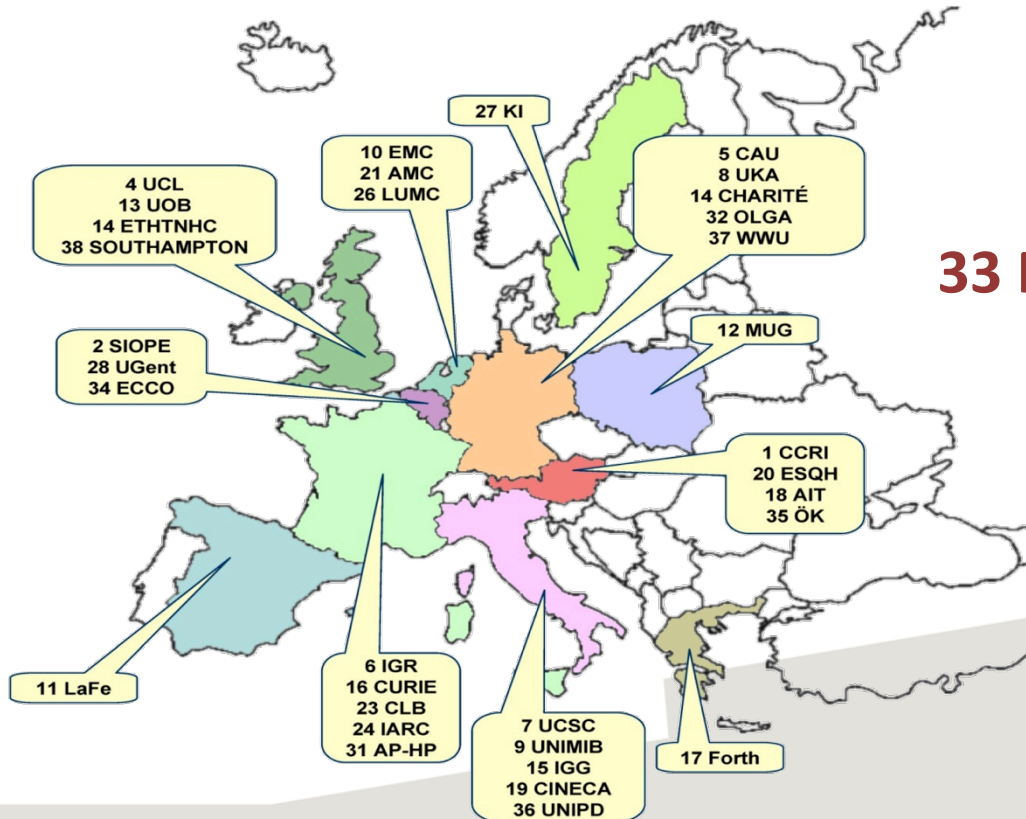 27 KI
10 EMC
21 AMC
26 LUMC
5 CAU
8 UKA
14 CHARITÉ
32 OLGA
37 WWU
4 UCL
13 UOB
14 ETHTNHC
38 SOUTHAMPTON
33
12 MUG
2 SIOPE
28 UGent
34 ECCO
1 CCRI
20 ESQH
18 AIT
35 ÖK
11 LaFe
6 IGR
16 CURIE
23 CLB
24 IARC
31 AP-HP
7 UCSC
9 UNIMIB
15 IGG
19 CINECA
36 UNIPD
17 Forth